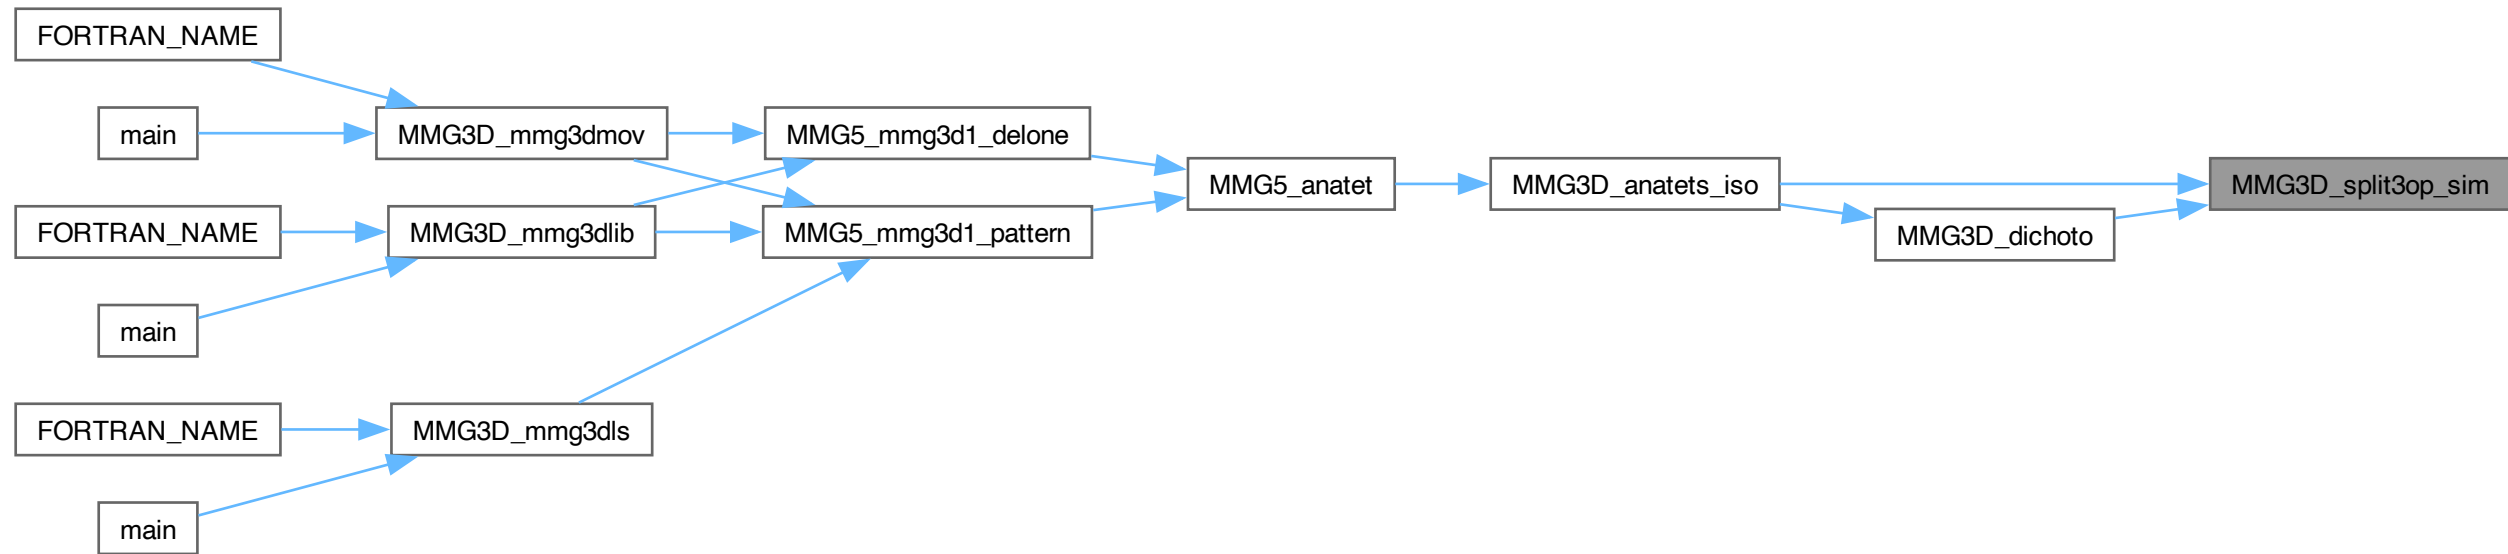 FORTRAN_NAME
main
MMG3D_mmg3dmov
MMG5_mmg3d1_delone
MMG5_anatet
MMG3D_anatets_iso
MMG3D_split3op_sim
FORTRAN_NAME
MMG3D_mmg3dlib
MMG5_mmg3d1_pattern
MMG3D_dichoto
main
FORTRAN_NAME
MMG3D_mmg3dls
main